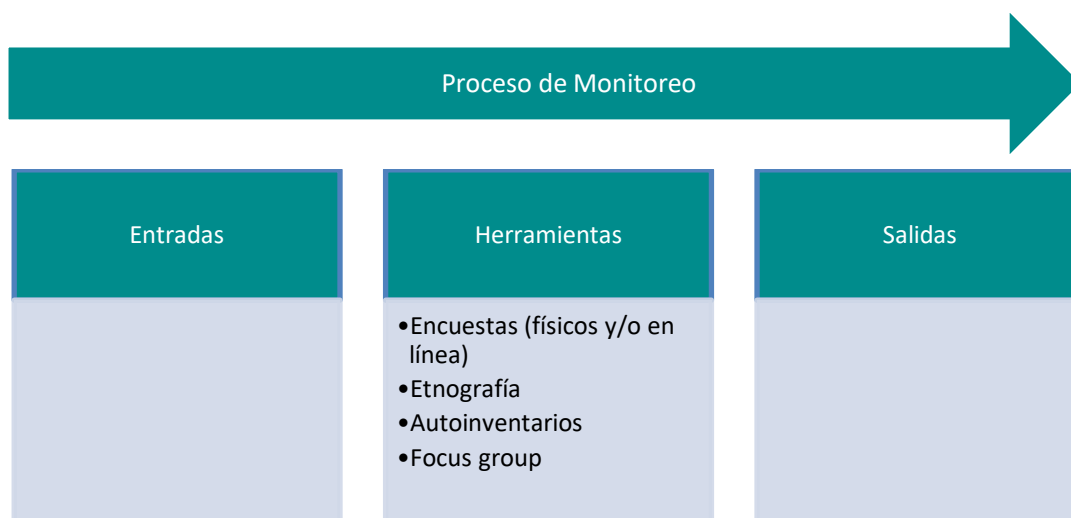 Proceso de Monitoreo
Entradas
Herramientas
Salidas
•Encuestas (físicos y/o en
línea)
•Etnografía
•Autoinventarios
•Focus group